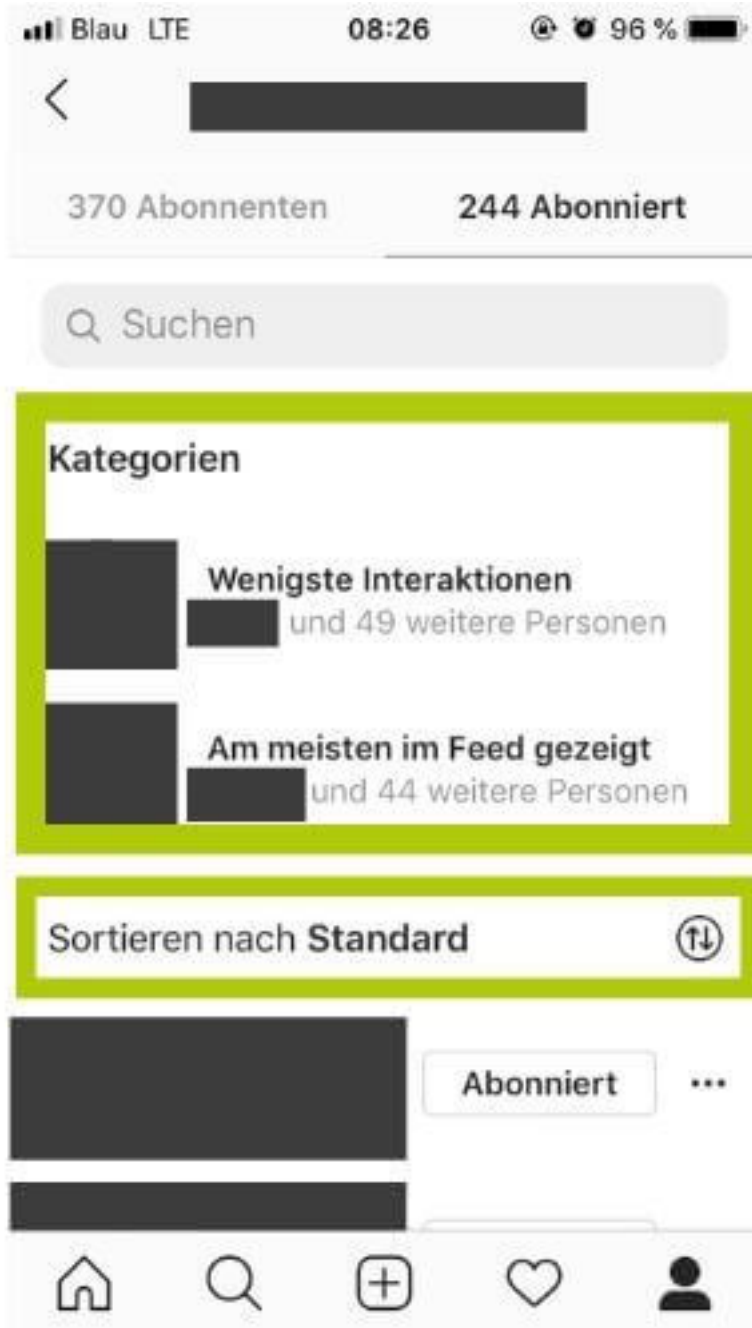 Blau LTE 08:26 96 %
370 Abonnenten 244 Abonniert
Suchen
Kategorien
Wenigste Interaktionen
und 49 weitere Personen
Am meisten im Feed gezeigt
und 44 weitere Personen
Sortieren nach Standard
Abonniert